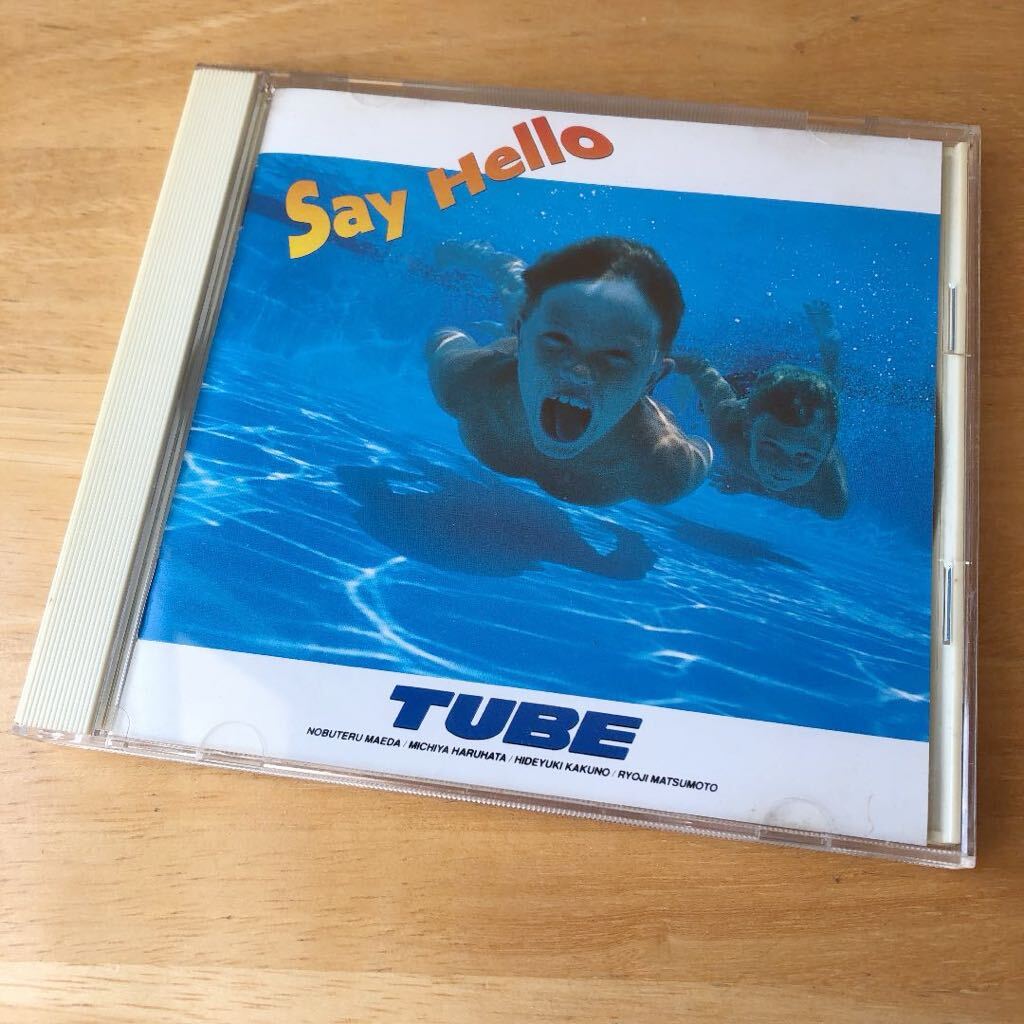 Say Hello
TUBE
NOBUTERU MAEDA / MICHIYA HARUHATA / HIDEYUKI KAKUNO / RYOJI MATSUMOTO